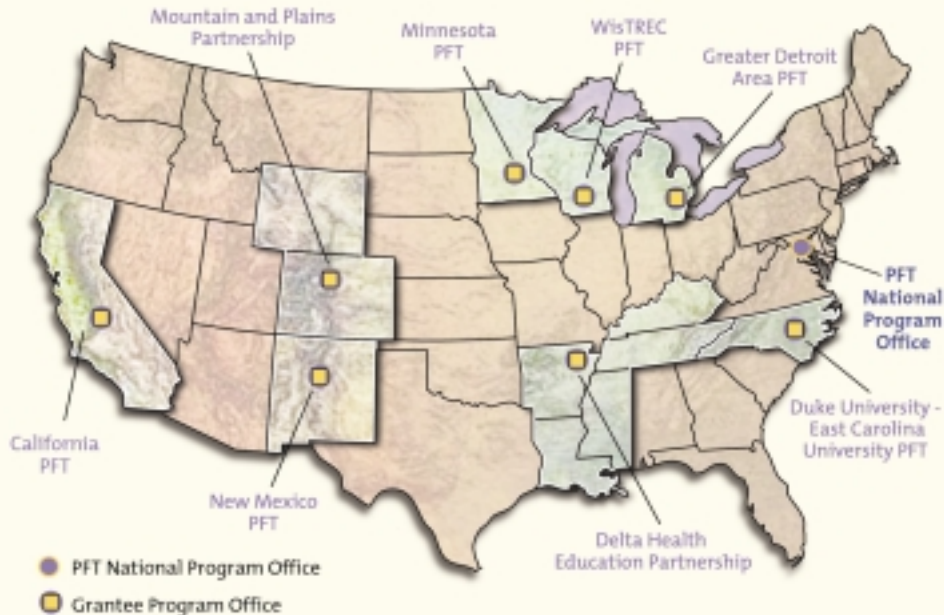 Mountain and Plains
Partnership
Minnesota
PFT
WisTREC
PFT
Greater Detroit
Area PFT
PFT
National
Program
Office
California
PFT
New Mexico
PFT
Duke University -
East Carolina
University PFT
Delta Health
Education Partnership
PFT National Program Office
Grantee Program Office